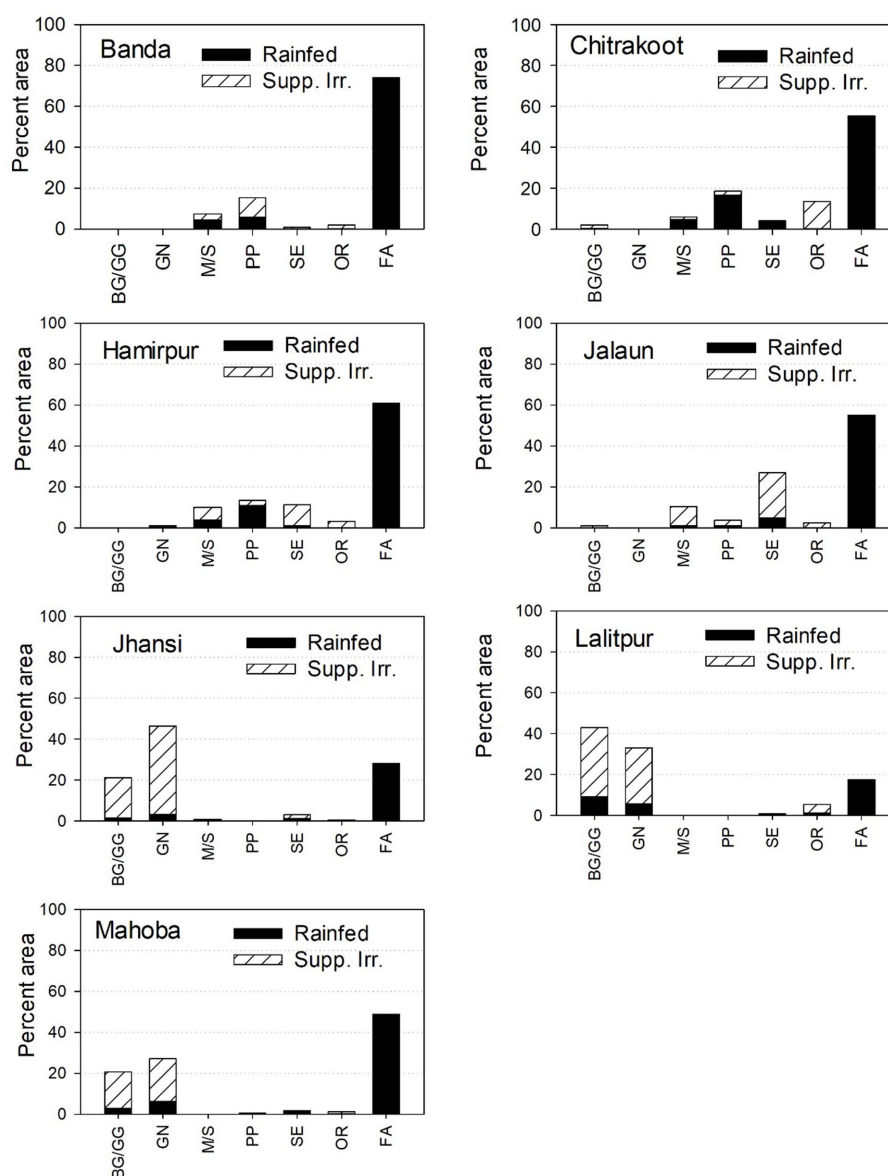 Banda
Rainfed
Supp. Irr.
Percent area
100
80
60
40
20
0
BG/GG
GN
M/S
PP
SE
OR
FA
Chitrakoot
Rainfed
Supp. Irr.
Percent area
100
80
60
40
20
0
BG/GG
GN
M/S
PP
SE
OR
FA
Hamirpur
Rainfed
Supp. Irr.
Percent area
100
80
60
40
20
0
BG/GG
GN
M/S
PP
SE
OR
FA
Jalaun
Rainfed
Supp. Irr.
Percent area
100
80
60
40
20
0
BG/GG
GN
M/S
PP
SE
OR
FA
Jhansi
Rainfed
Supp. Irr.
Percent area
100
80
60
40
20
0
BG/GG
GN
M/S
PP
SE
OR
FA
Lalitpur
Rainfed
Supp. Irr.
Percent area
100
80
60
40
20
0
BG/GG
GN
M/S
PP
SE
OR
FA
Mahoba
Rainfed
Supp. Irr.
Percent area
100
80
60
40
20
0
BG/GG
GN
M/S
PP
SE
OR
FA